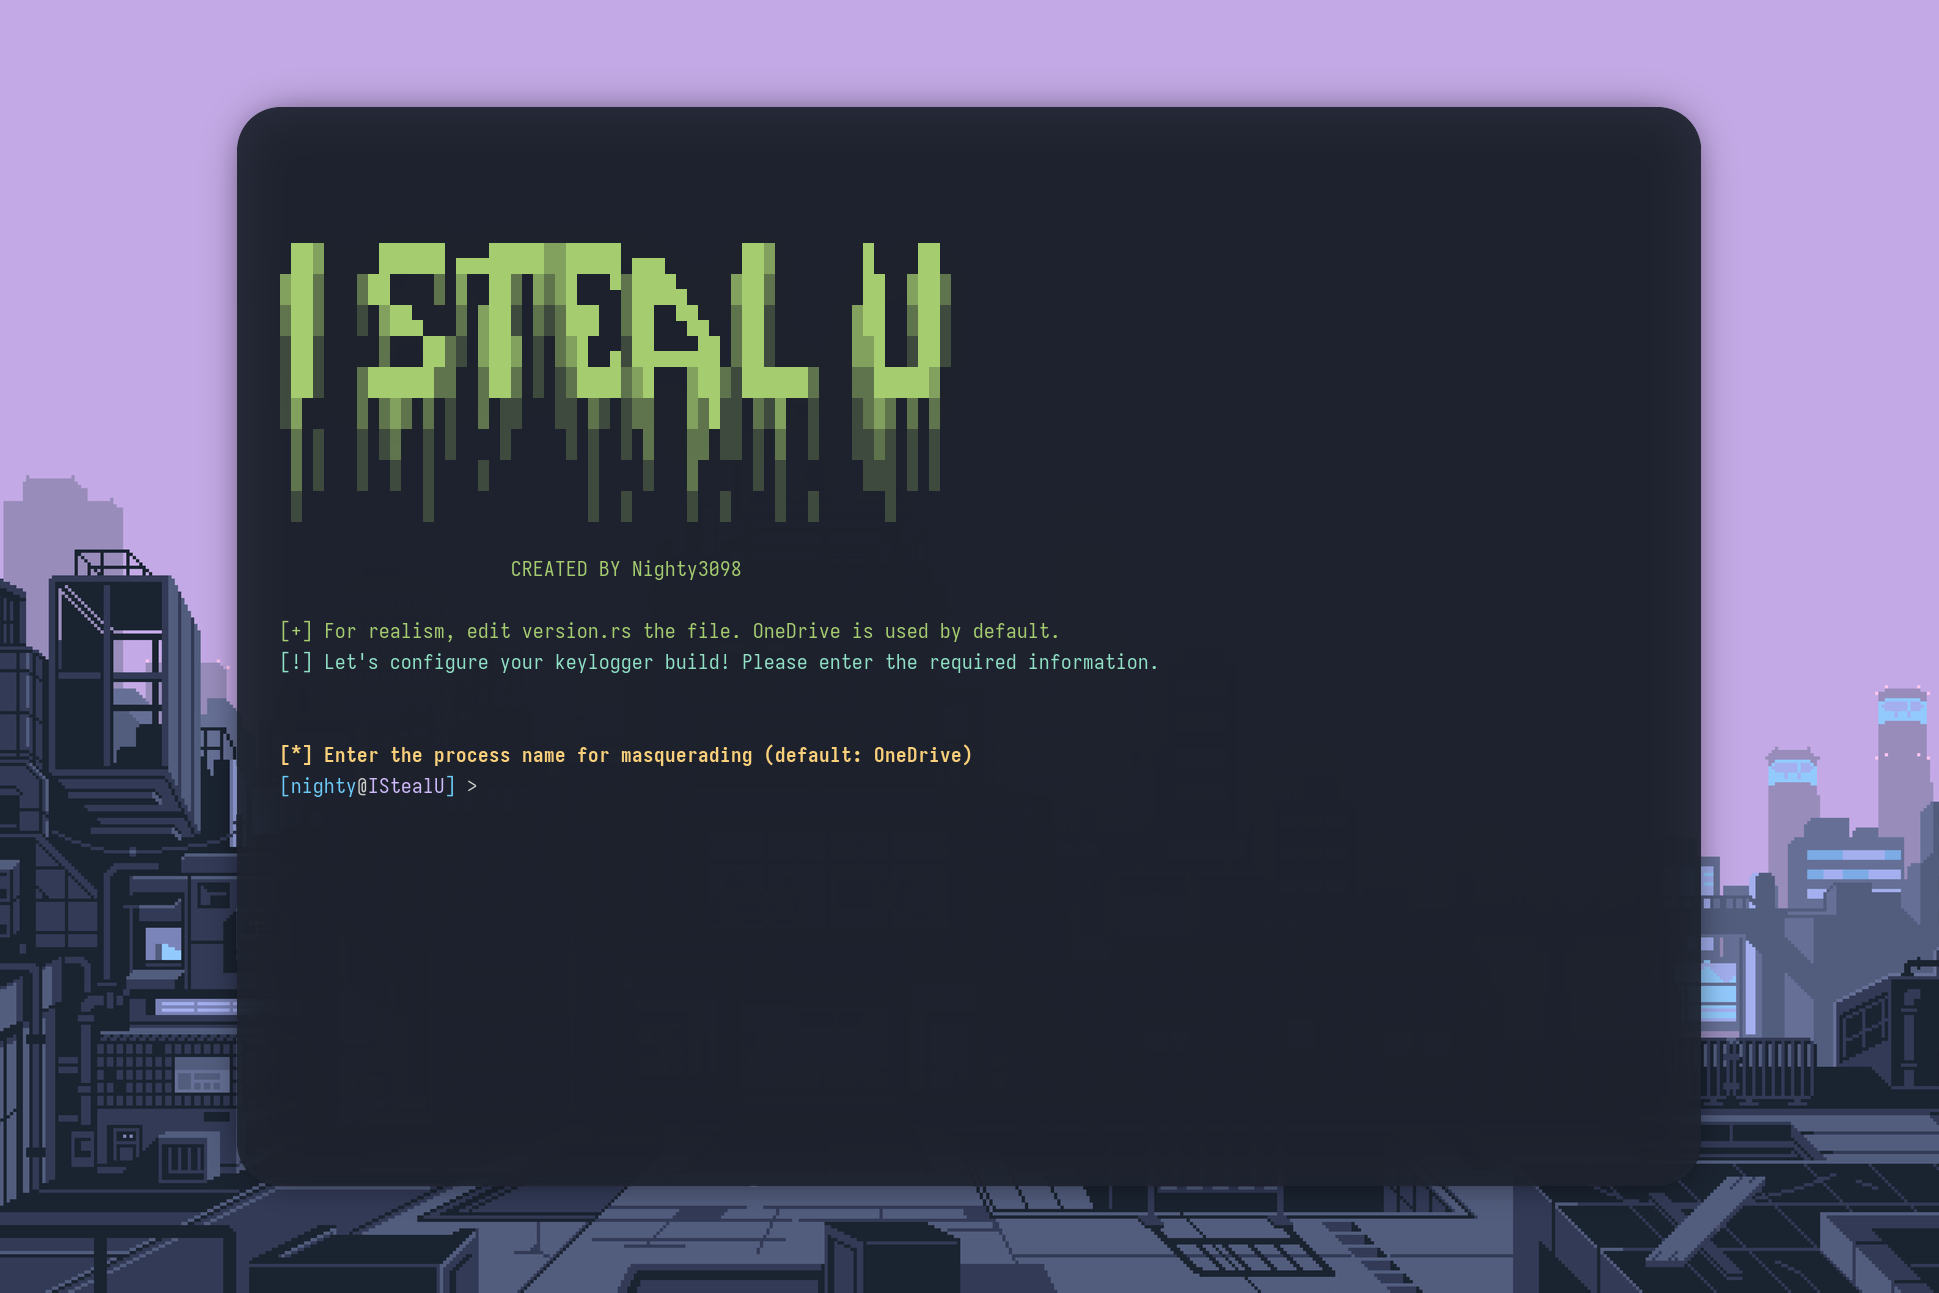 I STEAL U
CREATED BY Nighty3098
[+] For realism, edit version.rs the file. OneDrive is used by default.
[!] Let's configure your keylogger build! Please enter the required information.
[*] Enter the process name for masquerading (default: OneDrive)
[nighty@IStealU] >